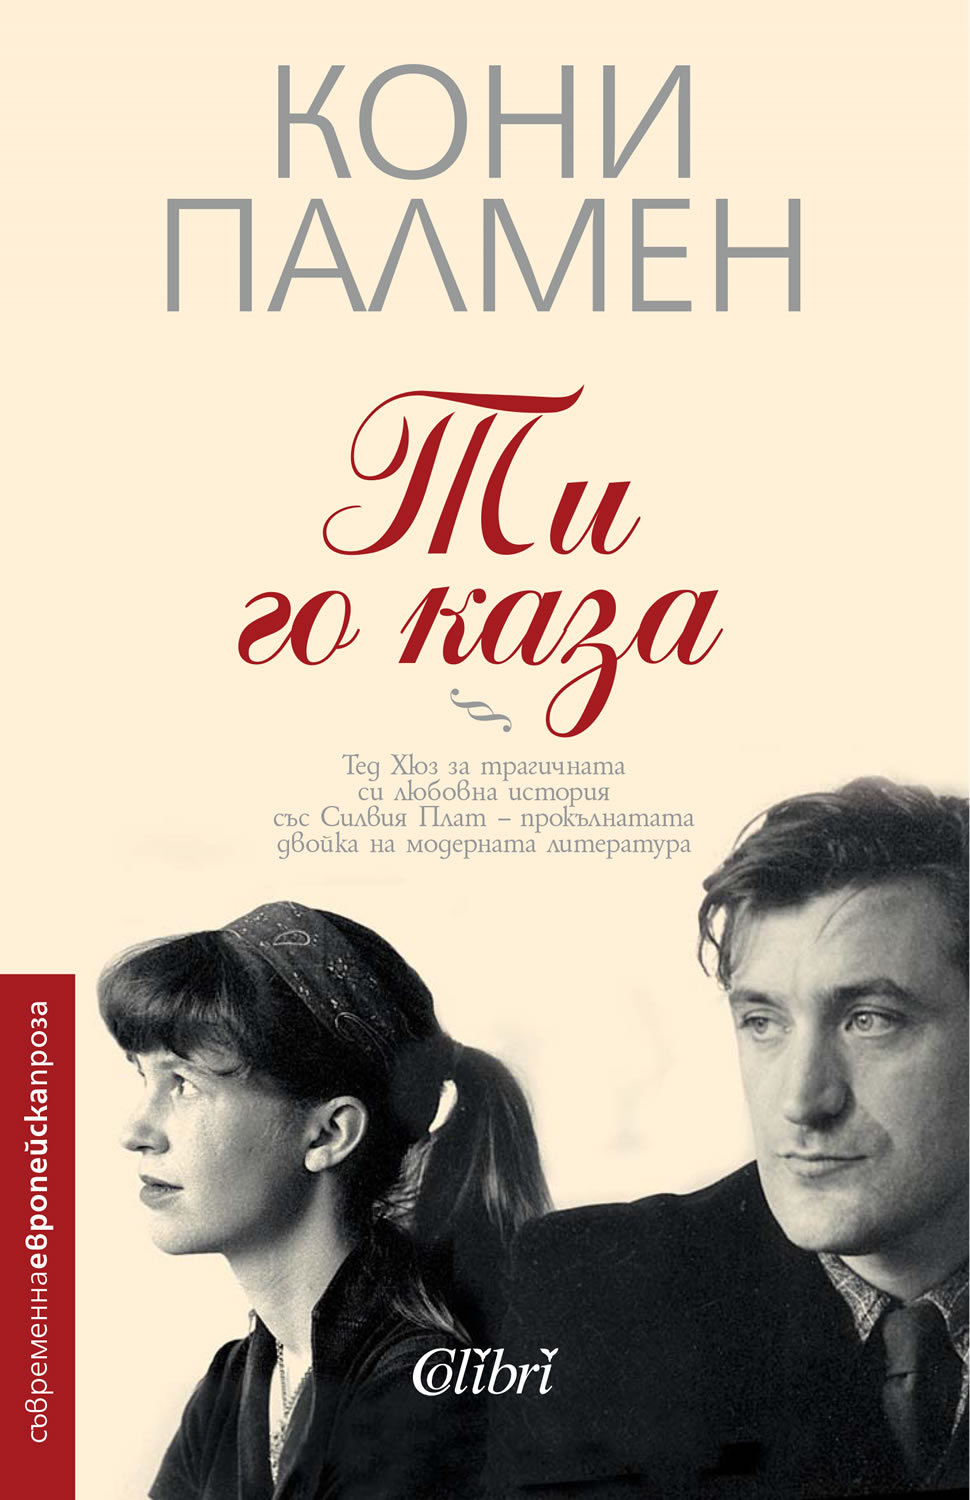 КОНИ
ПАЛМЕН
Ти
го каза
Тед Хюз за трагичната
си любовна история
със Силвия Плат – прокълнатата
двойка на модерната литература
съвременнаевропейскапроза
Colibri